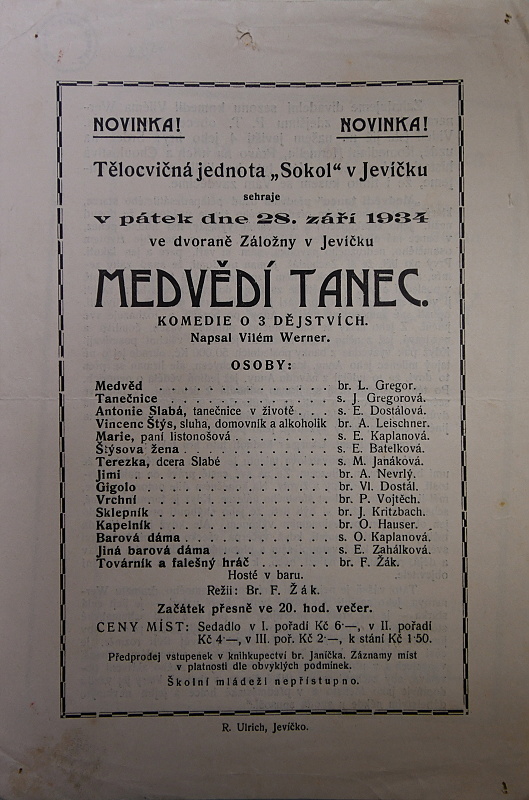 NOVINKA! NOVINKA!
Tělocvičná jednota „Sokol" v Jevíčku
sehraje
v pátek dne 28. září 1934
ve dvoraně Záložny v Jevíčku
MEDVĚDÍ TANEC.
KOMEDIE O 3 DĚJSTVÍCH.
Napsal Vilém Werner.
OSOBY:
Medvěd . . . . . . . . . . . . . . br. L. Gregor.
Tanečnice . . . . . . . . . . . . . s. J. Gregorová.
Antonie Slabá, tanečnice v životě . . . s. E. Dostálová.
Vincenc Štýs, sluha, domovník a alkoholik br. A. Leischner.
Marie, paní listonošová . . . . . . . . s. E. Kaplanová.
Štýsova žena . . . . . . . . . . . . s. E. Batelková.
Terezka, dcera Slabé . . . . . . . . s. M. Janáková.
Jimi . . . . . . . . . . . . . . . br. A. Nevrlý.
Gigolo . . . . . . . . . . . . . . br. Vl. Dostál.
Vrchní . . . . . . . . . . . . . . br. P. Vojtěch.
Sklepník . . . . . . . . . . . . . br. J. Kritzbach.
Kapelník . . . . . . . . . . . . . br. O. Hauser.
Barová dáma . . . . . . . . . . . . s. O. Kaplanová.
Jiná barová dáma . . . . . . . . . . s. E. Zahálková.
Továrník a falešný hráč . . . . . . . br. F. Žák.
Hosté v baru.
Režii: Br. F. Žák.
Začátek přesně ve 20. hod. večer.
CENY MÍST: Sedadlo v I. pořadí Kč 6·—, v II. pořadí
Kč 4·—, v III. poř. Kč 2·—, k stání Kč 1·50.
Předprodej vstupenek v knihkupectví br. Janíčka. Záznamy míst
v platnosti dle obvyklých podmínek.
Školní mládeži nepřístupno.
R. Ulrich, Jevíčko.